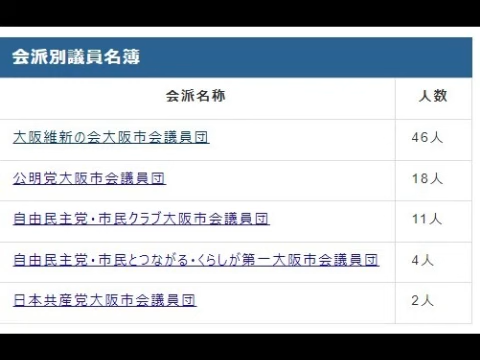 会派別議員名簿
会派名称 人数
大阪維新の会大阪市会議員団 46人
公明党大阪市会議員団 18人
自由民主党・市民クラブ大阪市会議員団 11人
自由民主党・市民とつながる・くらしが第一大阪市会議員団 4人
日本共産党大阪市会議員団 2人